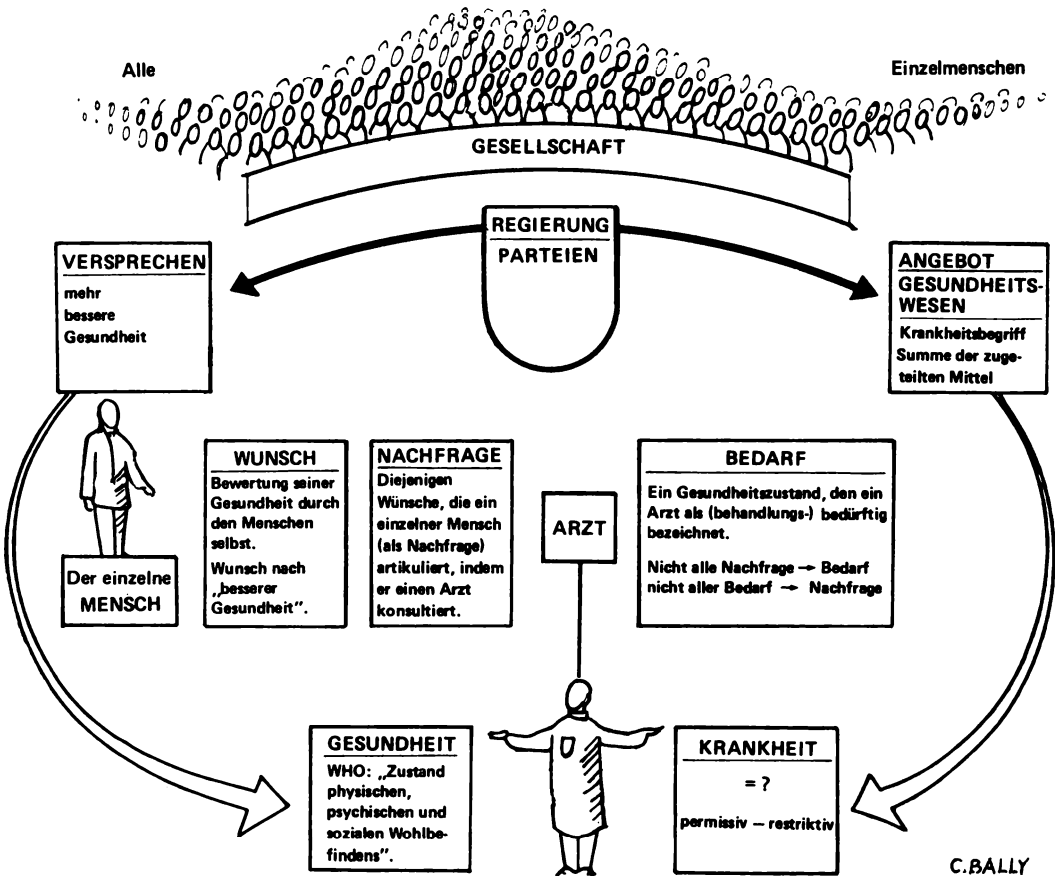 Alle
Einzelmenschen
GESELLSCHAFT
REGIERUNG
PARTEIEN
VERSPRECHEN
mehr
bessere
Gesundheit
ANGEBOT
GESUNDHEITS-
WESEN
Krankheitsbegriff
Summe der zuge-
teilten Mittel
Der einzelne
MENSCH
WUNSCH
Bewertung seiner
Gesundheit durch
den Menschen
selbst.
Wunsch nach
„besserer
Gesundheit".
NACHFRAGE
Diejenigen
Wünsche, die ein
einzelner Mensch
(als Nachfrage)
artikuliert, indem
er einen Arzt
konsultiert.
ARZT
BEDARF
Ein Gesundheitszustand, den ein
Arzt als (behandlungs-) bedürftig
bezeichnet.
Nicht alle Nachfrage → Bedarf
nicht aller Bedarf → Nachfrage
GESUNDHEIT
WHO: „Zustand
physischen,
psychischen und
sozialen Wohlbe-
findens".
KRANKHEIT
= ?
permissiv – restriktiv
C.BALLY